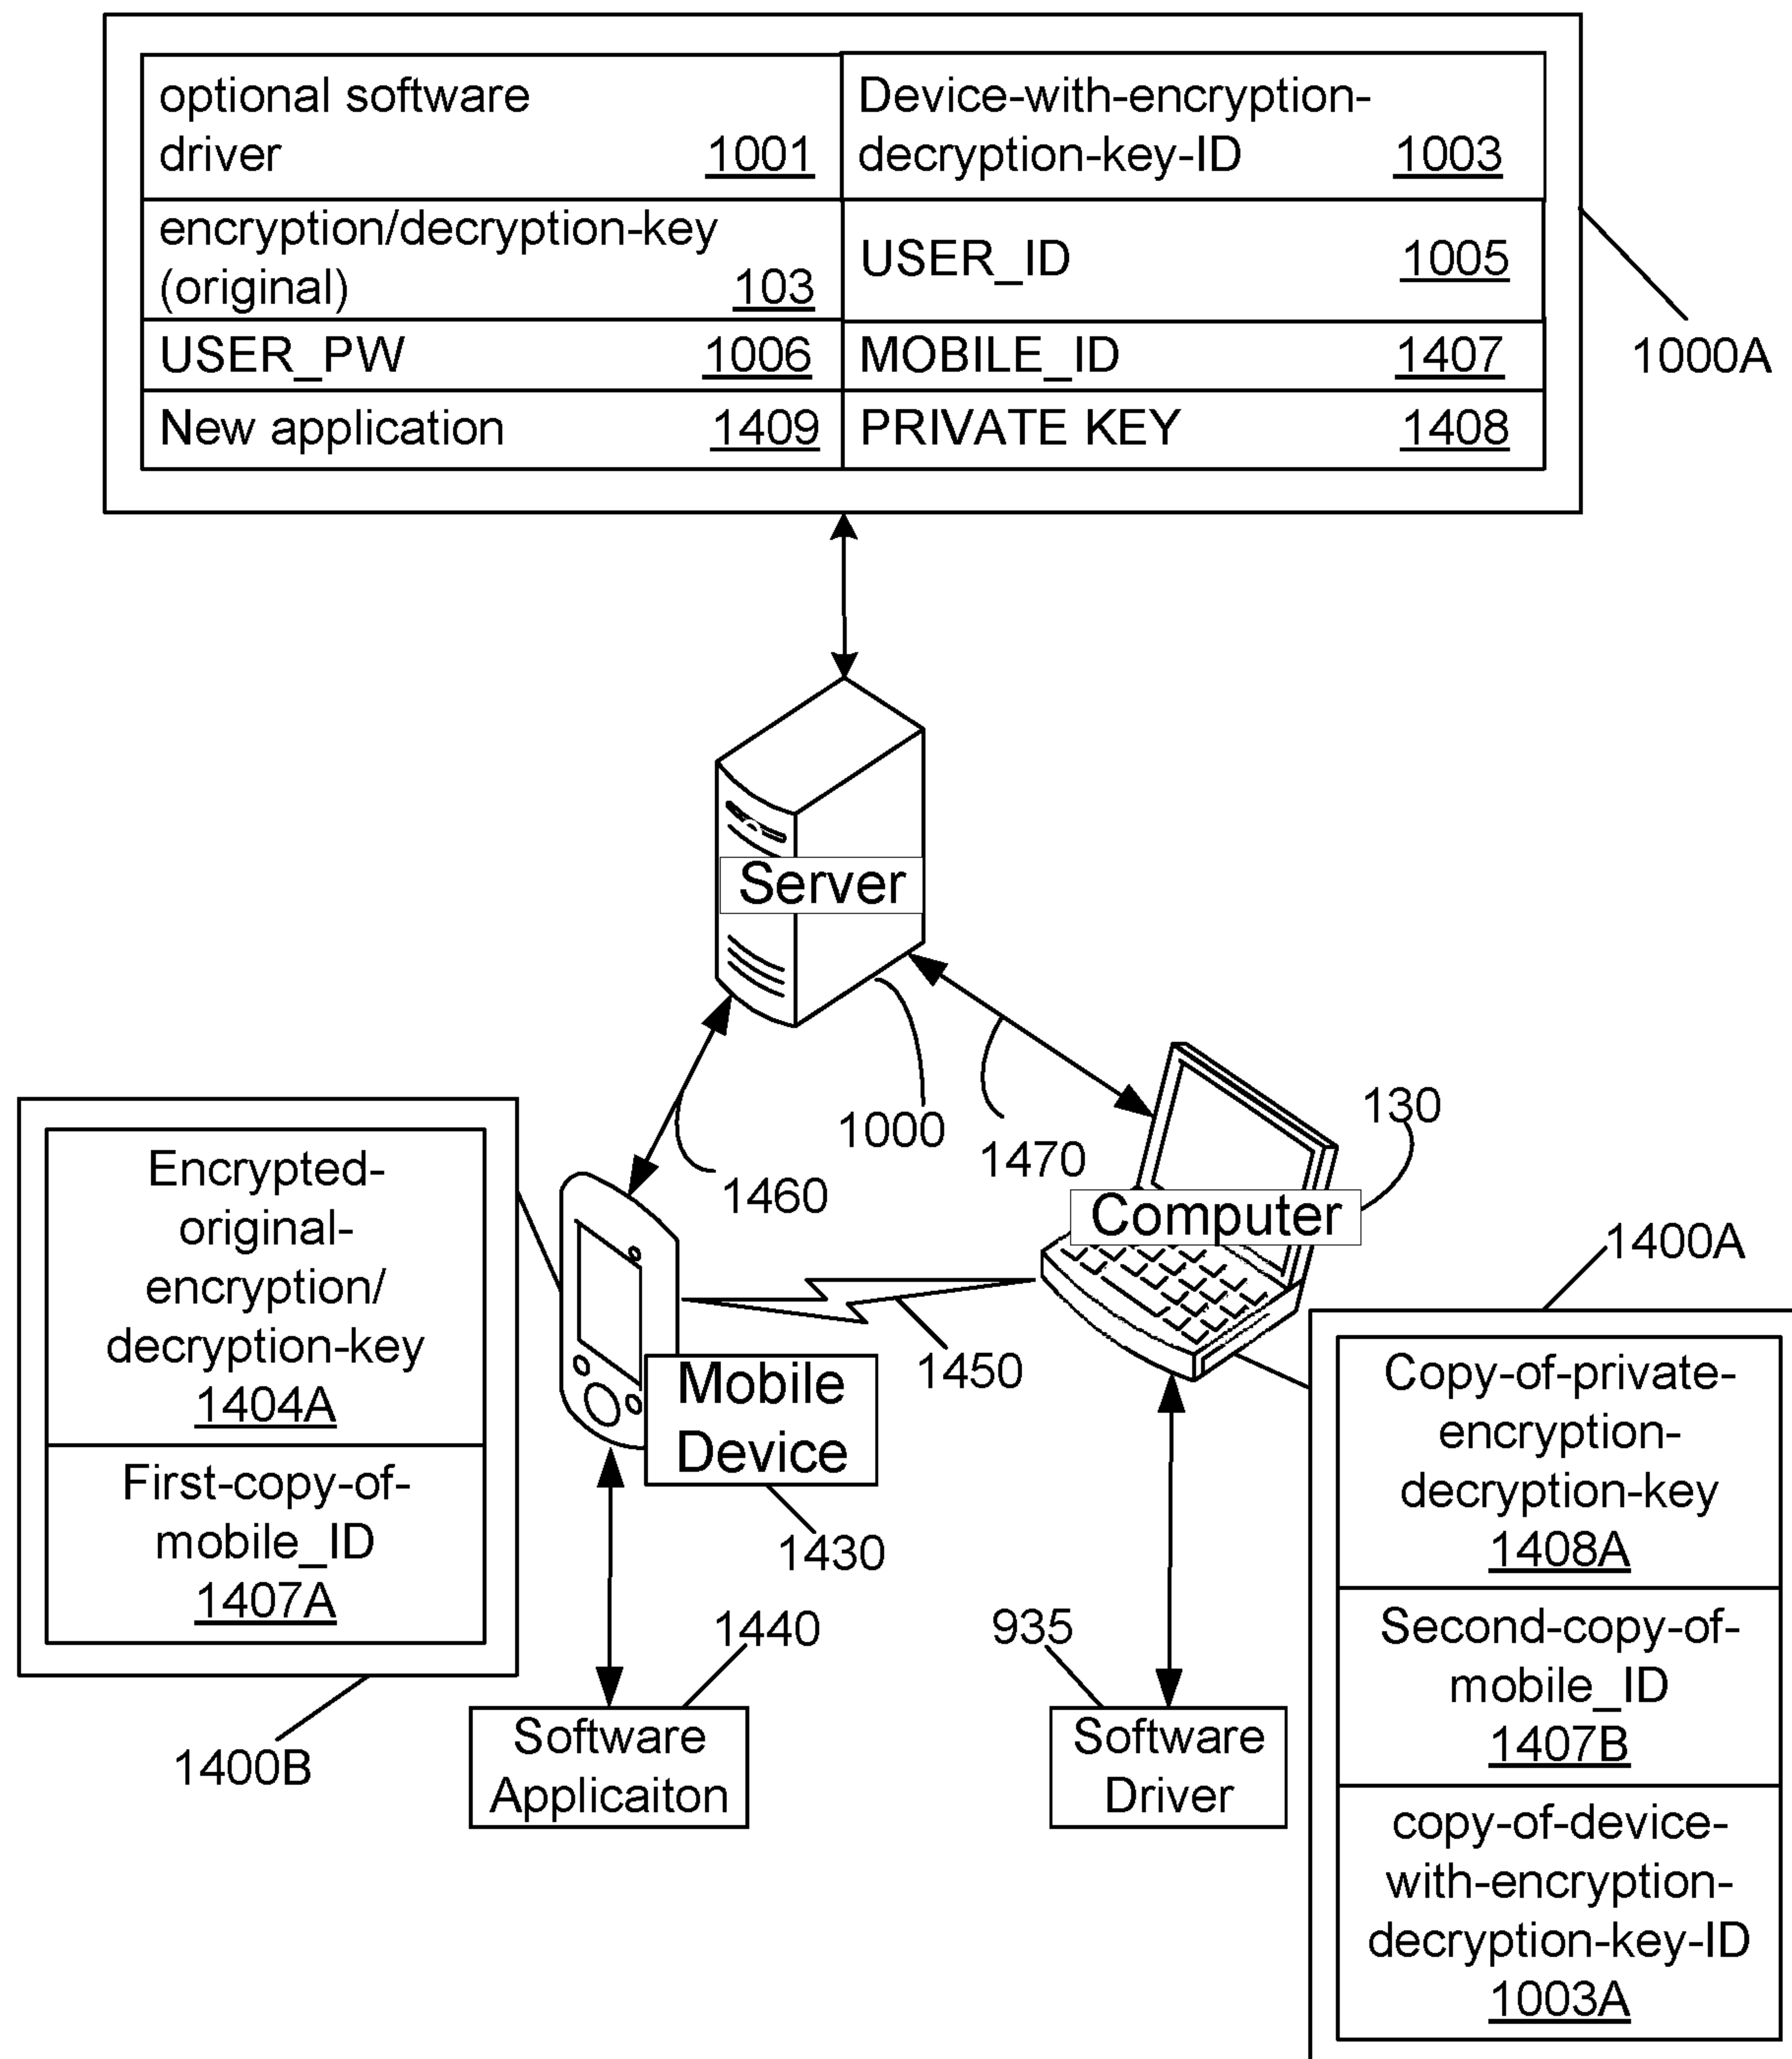 optional software
driver 1001
Device-with-encryption-
decryption-key-ID 1003
encryption/decryption-key
(original) 103
USER_ID 1005
USER_PW 1006
MOBILE_ID 1407
New application 1409
PRIVATE KEY 1408
1000A
Server
1000
1460
1470
130
Computer
Encrypted-
original-
encryption/
decryption-key
1404A
First-copy-of-
mobile_ID
1407A
1400B
Mobile
Device
1430
1450
1400A
Copy-of-private-
encryption-
decryption-key
1408A
Second-copy-of-
mobile_ID
1407B
copy-of-device-
with-encryption-
decryption-key-ID
1003A
1440
Software
Applicaiton
935
Software
Driver